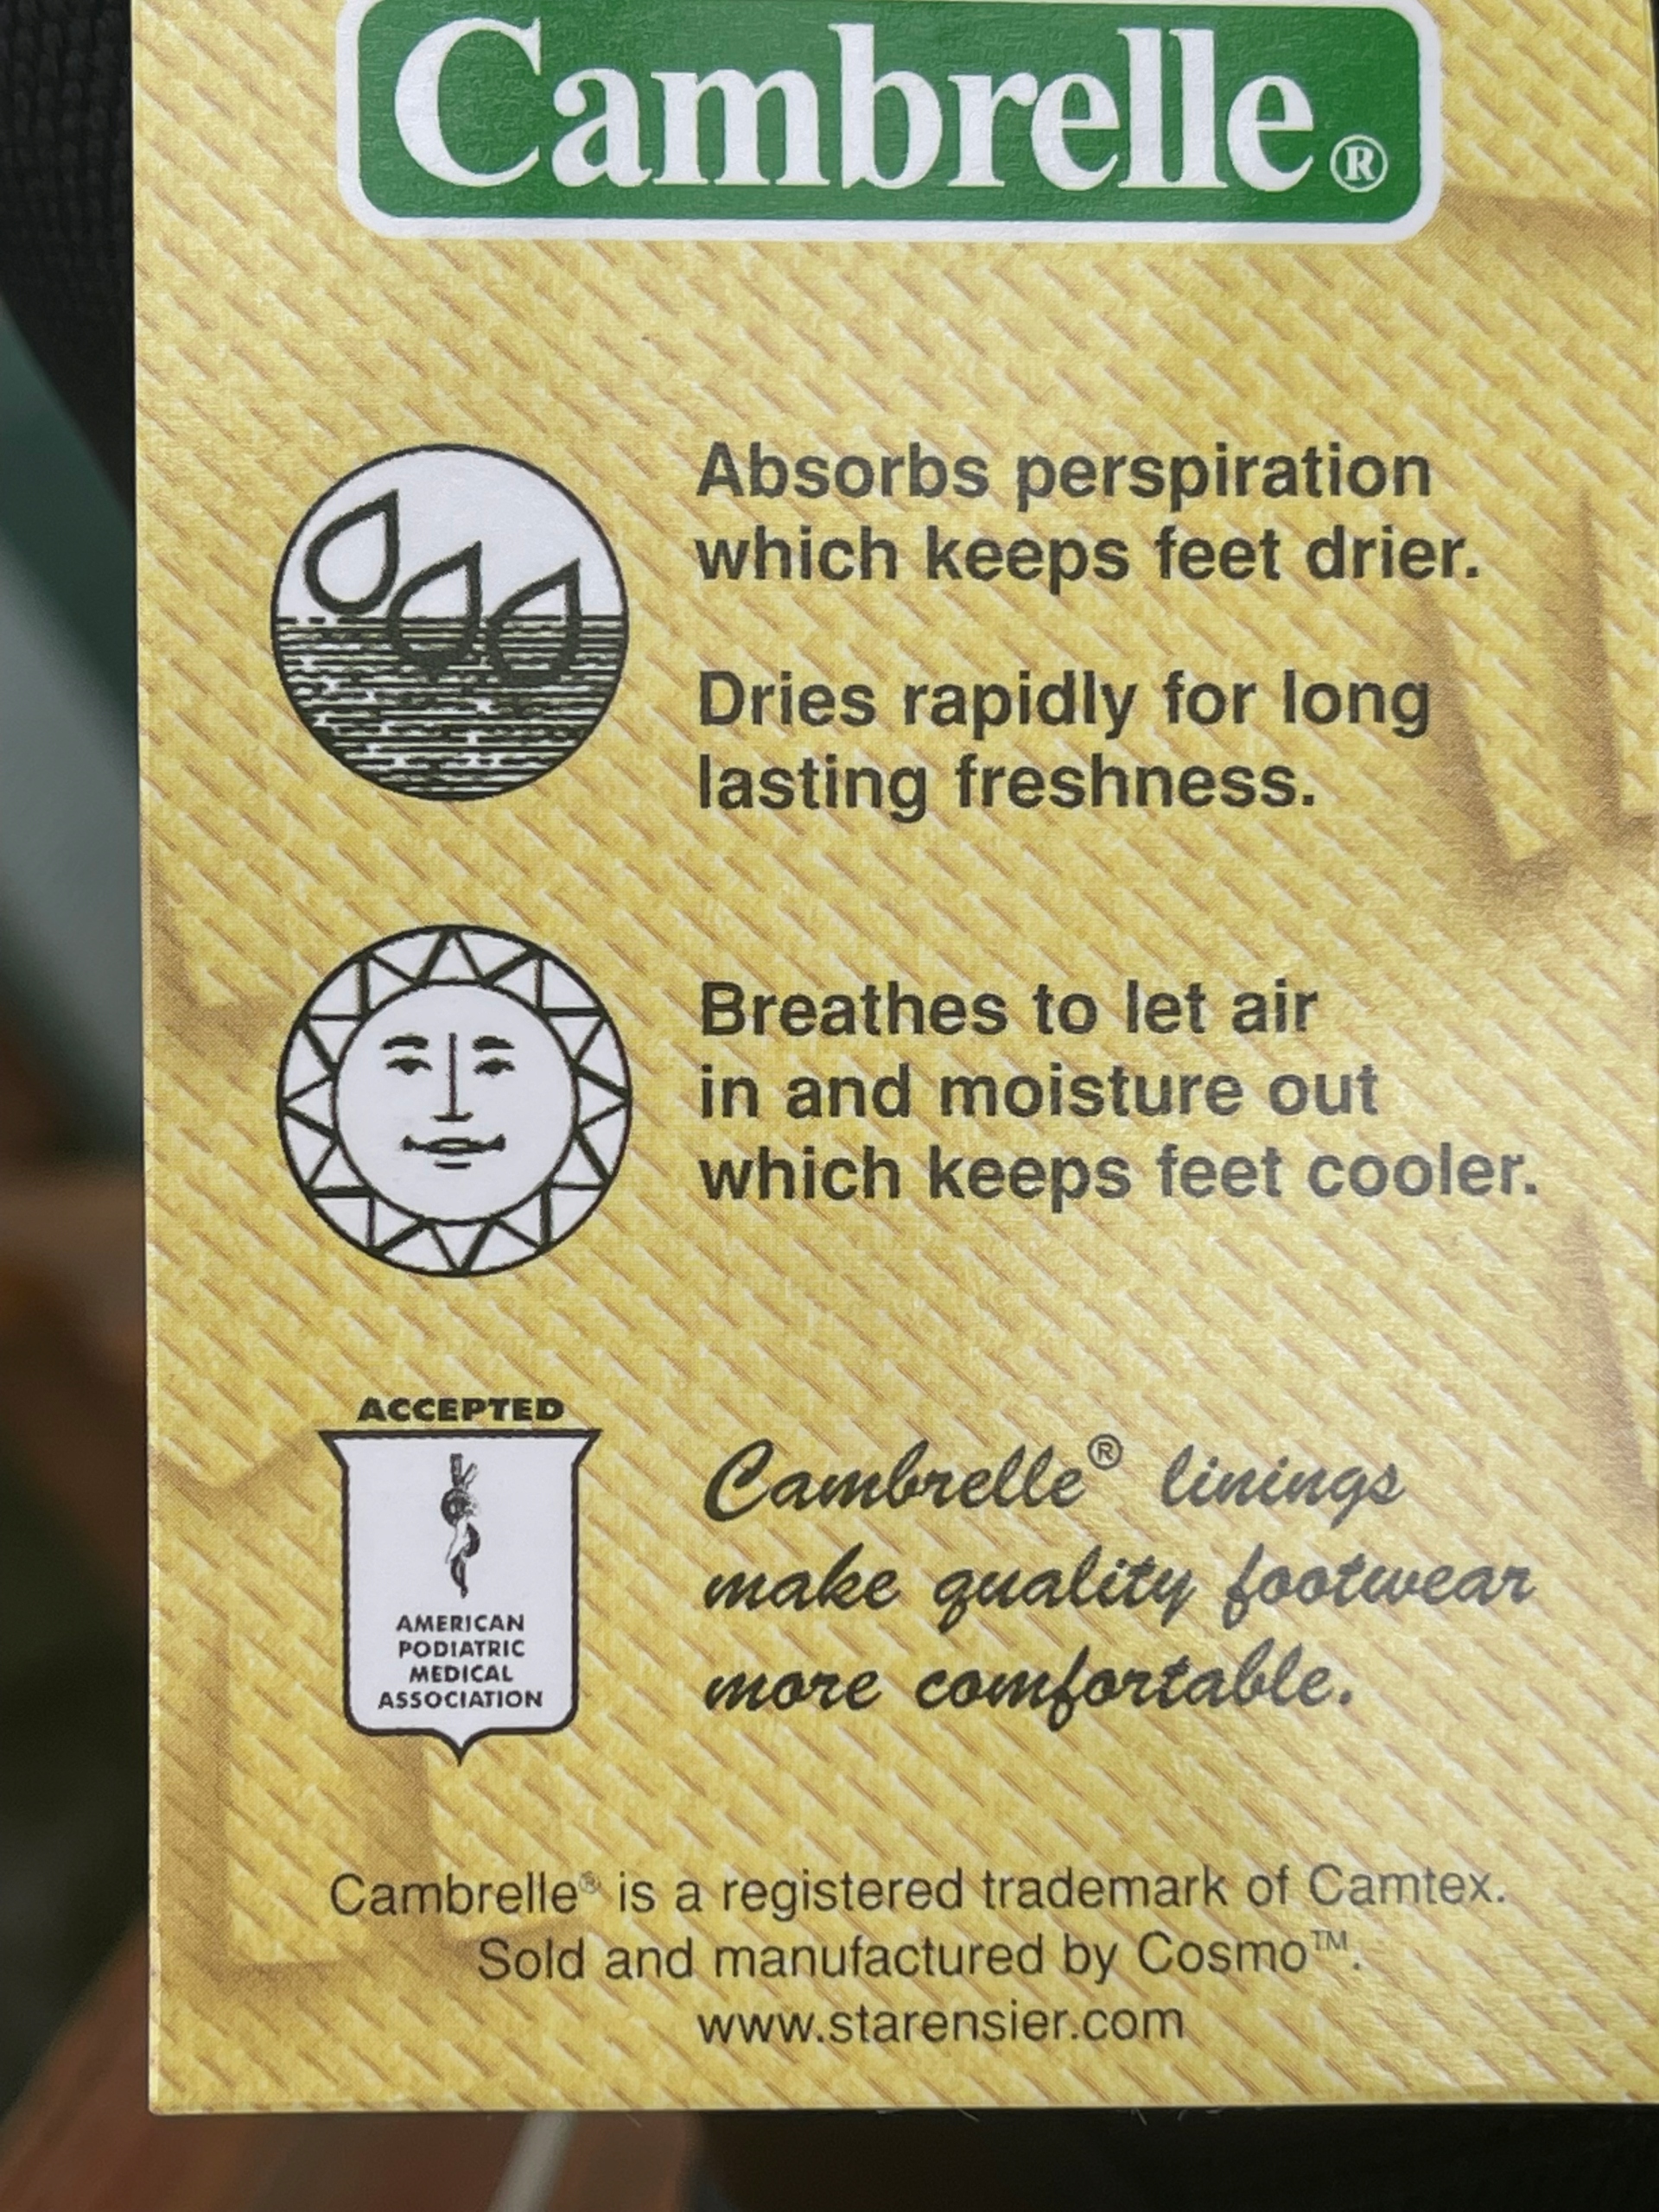 Cambrelle®
Absorbs perspiration
which keeps feet drier.
Dries rapidly for long
lasting freshness.
Breathes to let air
in and moisture out
which keeps feet cooler.
ACCEPTED
AMERICAN
PODIATRIC
MEDICAL
ASSOCIATION
Cambrelle® linings
make quality footwear
more comfortable.
Cambrelle® is a registered trademark of Camtex.
Sold and manufactured by Cosmo™.
www.starensier.com